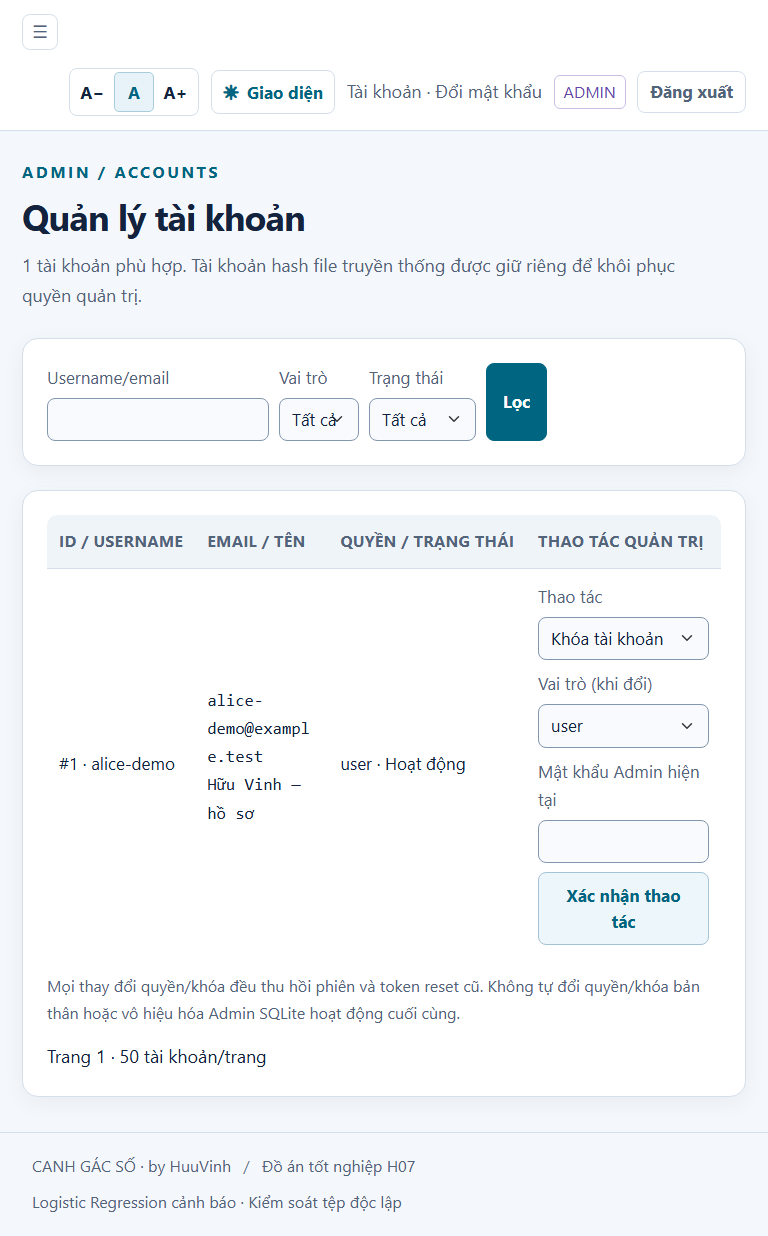 ☰
A− A A+ Giao diện Tài khoản · Đổi mật khẩu ADMIN Đăng xuất
ADMIN / ACCOUNTS
Quản lý tài khoản
1 tài khoản phù hợp. Tài khoản hash file truyền thống được giữ riêng để khôi phục
quyền quản trị.
Username/email Vai trò Trạng thái
Tất cả Tất cả Lọc
ID / USERNAME EMAIL / TÊN QUYỀN / TRẠNG THÁI THAO TÁC QUẢN TRỊ
#1 · alice-demo
alice-
demo@exampl
e.test
Hữu Vinh —
hồ sơ
user · Hoạt động
Thao tác
Khóa tài khoản
Vai trò (khi đổi)
user
Mật khẩu Admin hiện
tại
Xác nhận thao
tác
Mọi thay đổi quyền/khóa đều thu hồi phiên và token reset cũ. Không tự đổi quyền/khóa bản
thân hoặc vô hiệu hóa Admin SQLite hoạt động cuối cùng.
Trang 1 · 50 tài khoản/trang
CANH GÁC SỐ · by HuuVinh / Đồ án tốt nghiệp H07
Logistic Regression cảnh báo · Kiểm soát tệp độc lập